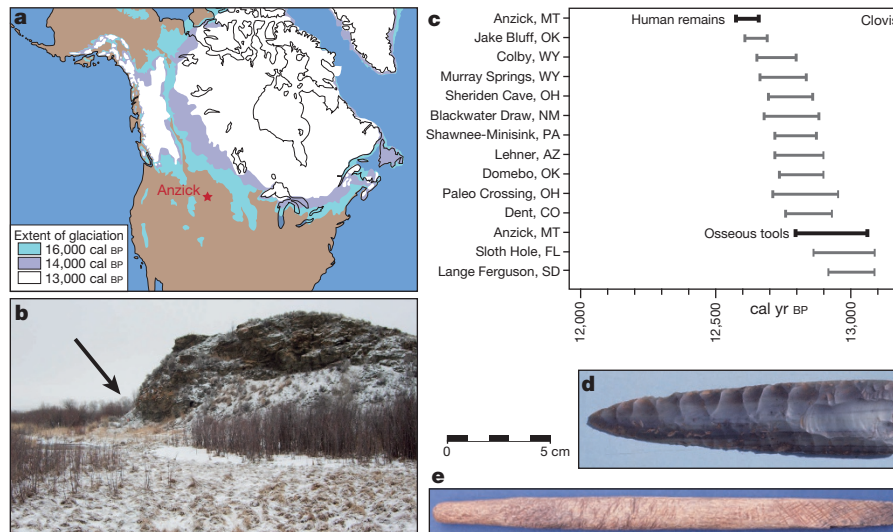 a
Anzick
Extent of glaciation
16,000 cal BP
14,000 cal BP
13,000 cal BP
b
c
Anzick, MT
Human remains
Clovis
Jake Bluff, OK
Colby, WY
Murray Springs, WY
Sheriden Cave, OH
Blackwater Draw, NM
Shawnee-Minisink, PA
Lehner, AZ
Domebo, OK
Paleo Crossing, OH
Dent, CO
Anzick, MT
Osseous tools
Sloth Hole, FL
Lange Ferguson, SD
cal yr BP
12,000
12,500
13,000
d
0
5 cm
e